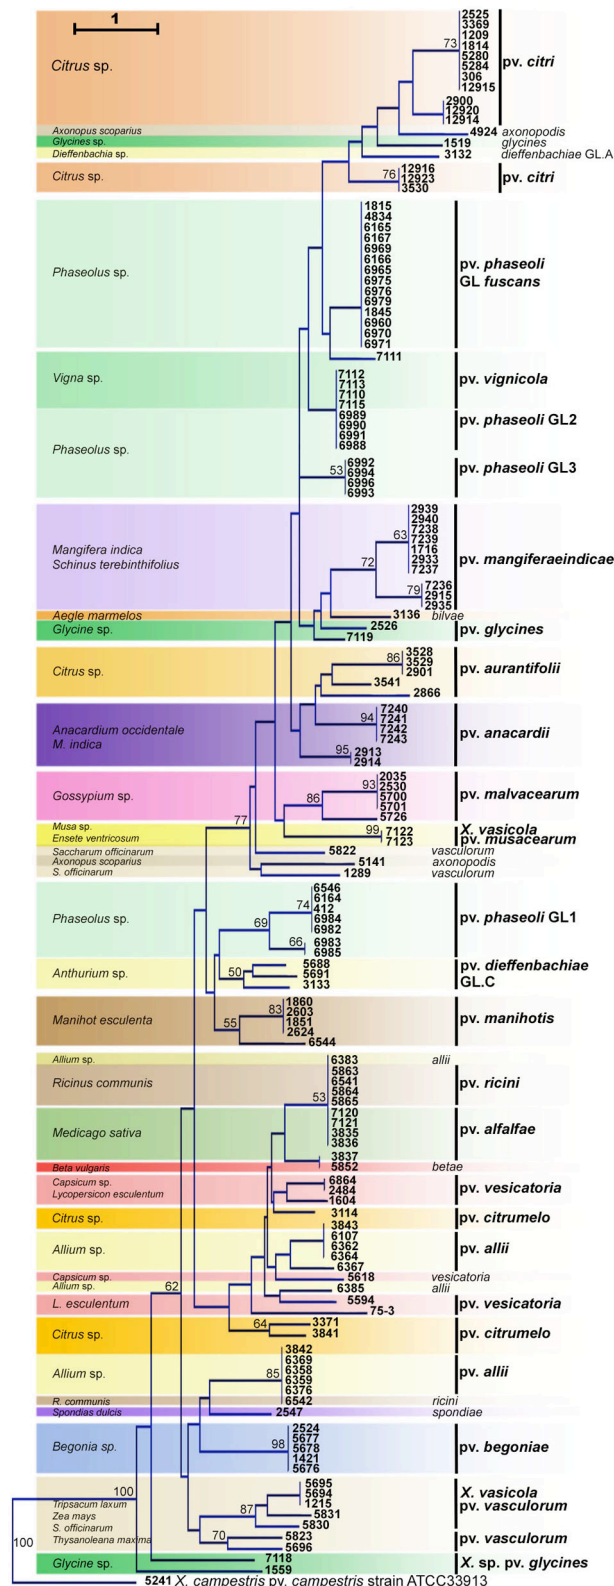 1
Citrus sp.
73
2525
3369
1209
1814
5280
5284
306
12915
pv. citri
2900
12920
12914
Axonopus scoparius
4924 axonopodis
Glycines sp.
1519 glycines
Dieffenbachia sp.
3132 dieffenbachiae GL.A
Citrus sp.
76
12916
12923
3530
pv. citri
Phaseolus sp.
1815
4834
6165
6167
6969
6166
6965
6975
6976
6979
1845
6960
6970
6971
pv. phaseoli
GL fuscans
7111
Vigna sp.
7112
7113
7110
7115
pv. vignicola
Phaseolus sp.
6989
6990
6991
6988
pv. phaseoli GL2
53
6992
6994
6996
6993
pv. phaseoli GL3
Mangifera indica
Schinus terebinthifolius
72
63
2939
2940
7238
7239
1716
2933
7237
pv. mangiferaeindicae
79
7236
2915
2935
Aegle marmelos
3136 bilvae
Glycine sp.
2526
7119
pv. glycines
Citrus sp.
86
3528
3529
2901
3541
2866
pv. aurantifolii
Anacardium occidentale
M. indica
94
7240
7241
7242
7243
95
2913
2914
pv. anacardii
Gossypium sp.
86
93
2035
2530
5700
5701
5726
pv. malvacearum
77
Musa sp.
Ensete ventricosum
99
7122
7123
X. vasicola
pv. musacearum
Saccharum officinarum
5822 vasculorum
Axonopus scoparius
5141 axonopodis
S. officinarum
1289 vasculorum
Phaseolus sp.
69
74
6546
6164
412
6984
6982
66
6983
6985
pv. phaseoli GL1
Anthurium sp.
50
5688
5691
3133
pv. dieffenbachiae
GL.C
Manihot esculenta
55
83
1860
2603
1851
2624
6544
pv. manihotis
Allium sp.
6383 allii
Ricinus communis
53
5863
6541
5864
5865
pv. ricini
Medicago sativa
7120
7121
3835
3836
3837
pv. alfalfae
Beta vulgaris
5852 betae
Capsicum sp.
Lycopersicon esculentum
6864
2484
1604
pv. vesicatoria
Citrus sp.
3114
pv. citrumelo
Allium sp.
3843
6107
6362
6364
6367
pv. allii
Capsicum sp.
5618 vesicatoria
Allium sp.
6385 allii
L. esculentum
5594
75-3
pv. vesicatoria
62
Citrus sp.
64
3371
3841
pv. citrumelo
Allium sp.
85
3842
6369
6358
6359
6376
pv. allii
R. communis
6542 ricini
Spondias dulcis
2547 spondiae
Begonia sp.
98
2524
5677
5678
1421
5676
pv. begoniae
100
Tripsacum laxum
Zea mays
S. officinarum
Thysanoleana maxima
87
5695
5694
1215
5831
5830
X. vasicola
pv. vasculorum
70
5823
5696
pv. vasculorum
100
Glycine sp.
7118
1559
X. sp. pv. glycines
5241 X. campestris pv. campestris strain ATCC33913